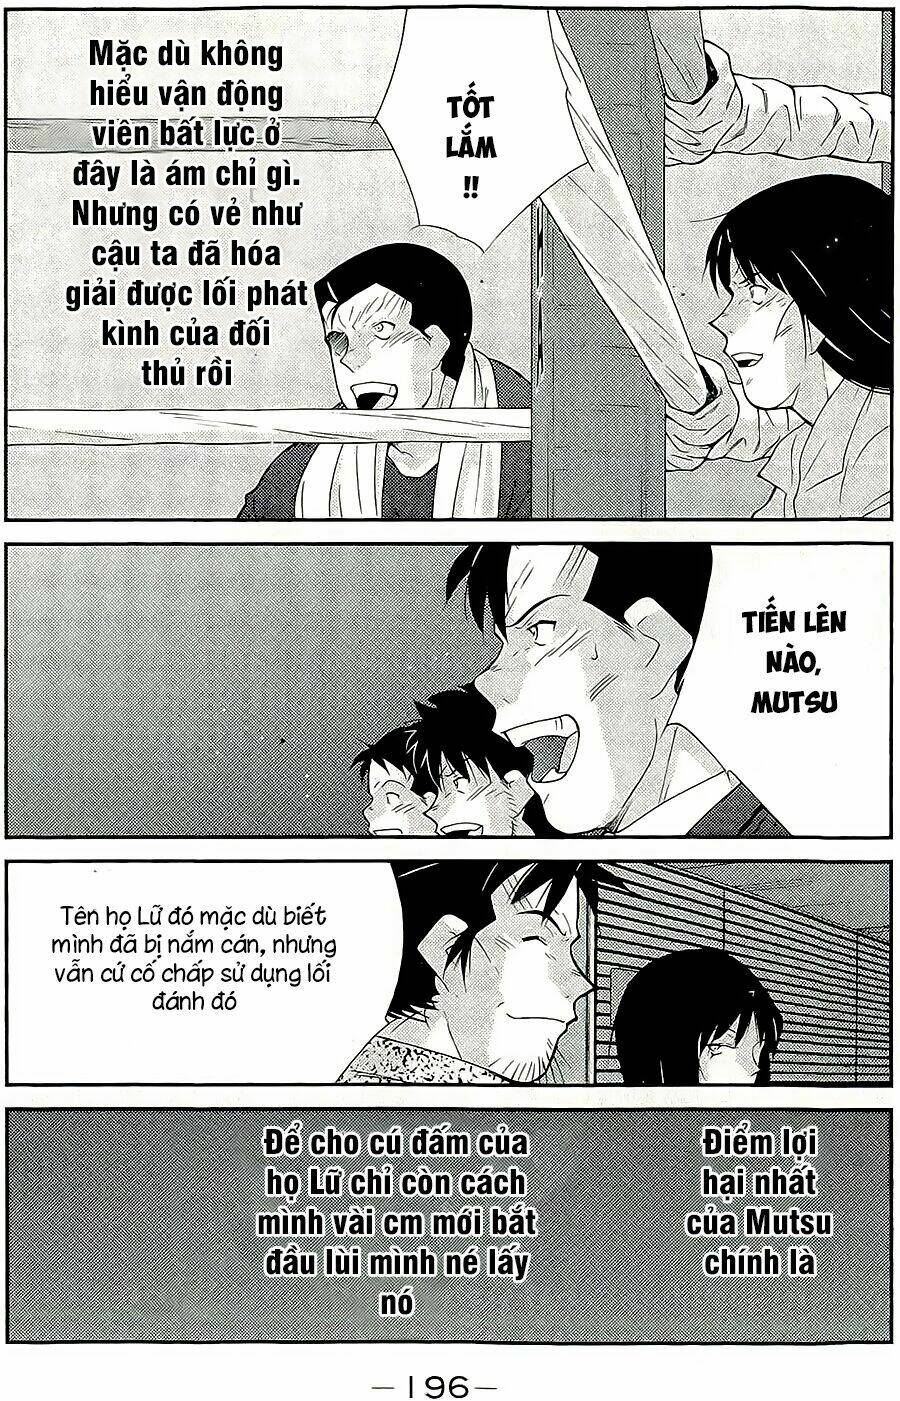 TỐT
LẮM
!!
Mặc dù không
hiểu vận động
viên bất lực ở
đây là ám chỉ gì.
Nhưng có vẻ như
cậu ta đã hóa
giải được lối phát
kình của đối
thủ rồi
TIẾN LÊN
NÀO,
MUTSU
Tên họ Lữ đó mặc dù biết
mình đã bị nắm cán, nhưng
vẫn cứ cố chấp sử dụng lối
đánh đó
Điểm lợi
hại nhất
của Mutsu
chính là
Để cho cú đấm của
họ Lữ chỉ còn cách
mình vài cm mới bắt
đầu lùi mình né lấy
nó
-196-